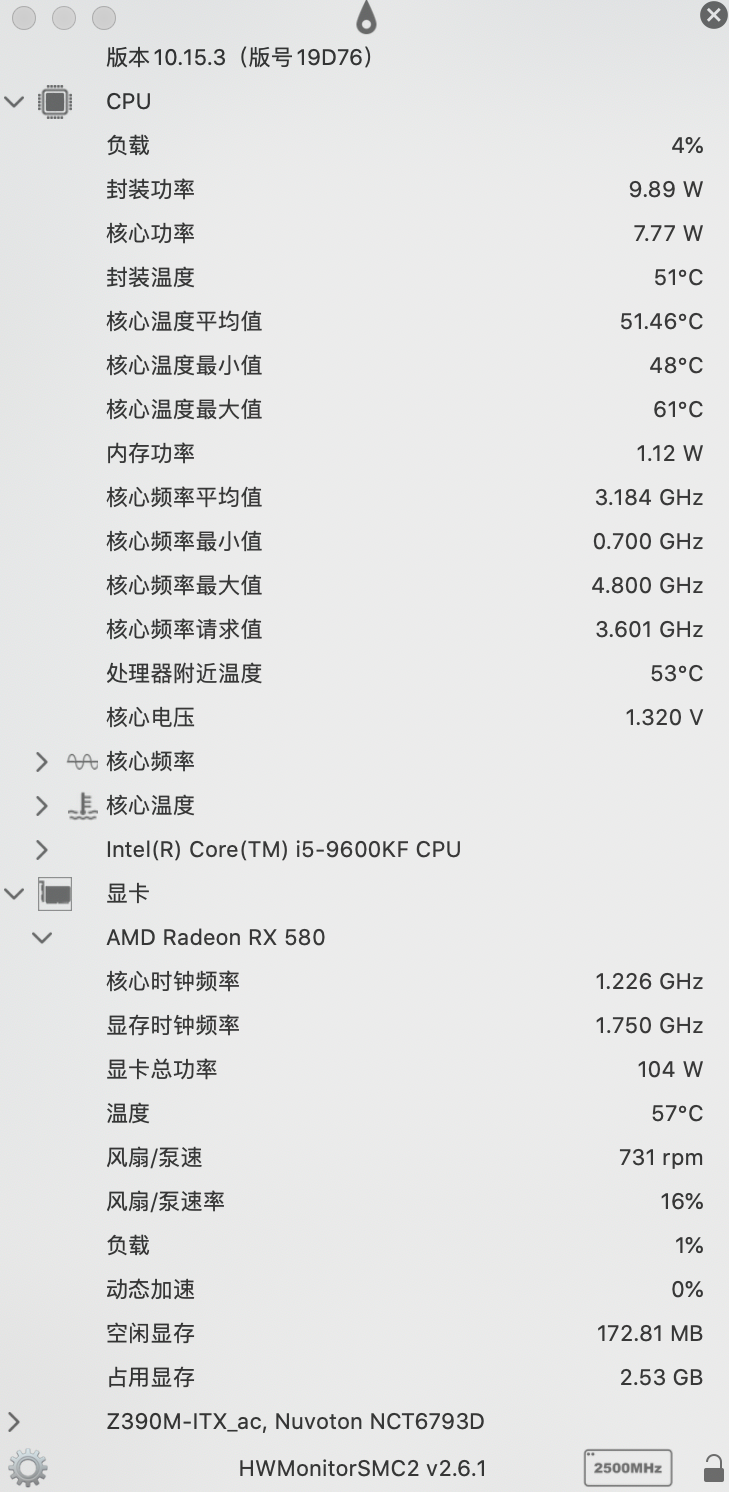 版本10.15.3（版号19D76）
CPU
负载 4%
封装功率 9.89 W
核心功率 7.77 W
封装温度 51°C
核心温度平均值 51.46°C
核心温度最小值 48°C
核心温度最大值 61°C
内存功率 1.12 W
核心频率平均值 3.184 GHz
核心频率最小值 0.700 GHz
核心频率最大值 4.800 GHz
核心频率请求值 3.601 GHz
处理器附近温度 53°C
核心电压 1.320 V
核心频率
核心温度
Intel(R) Core(TM) i5-9600KF CPU
显卡
AMD Radeon RX 580
核心时钟频率 1.226 GHz
显存时钟频率 1.750 GHz
显卡总功率 104 W
温度 57°C
风扇/泵速 731 rpm
风扇/泵速率 16%
负载 1%
动态加速 0%
空闲显存 172.81 MB
占用显存 2.53 GB
Z390M-ITX_ac, Nuvoton NCT6793D
HWMonitorSMC2 v2.6.1 2500MHz